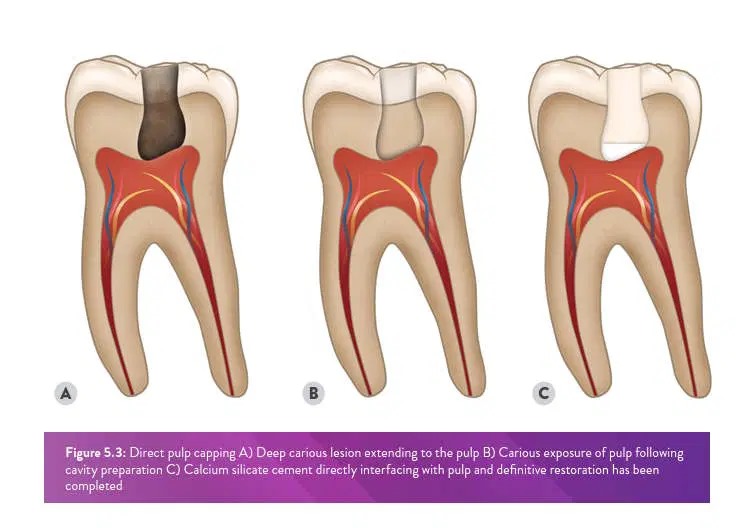 A
B
C
Figure 5.3: Direct pulp capping A) Deep carious lesion extending to the pulp B) Carious exposure of pulp following
cavity preparation C) Calcium silicate cement directly interfacing with pulp and definitive restoration has been
completed